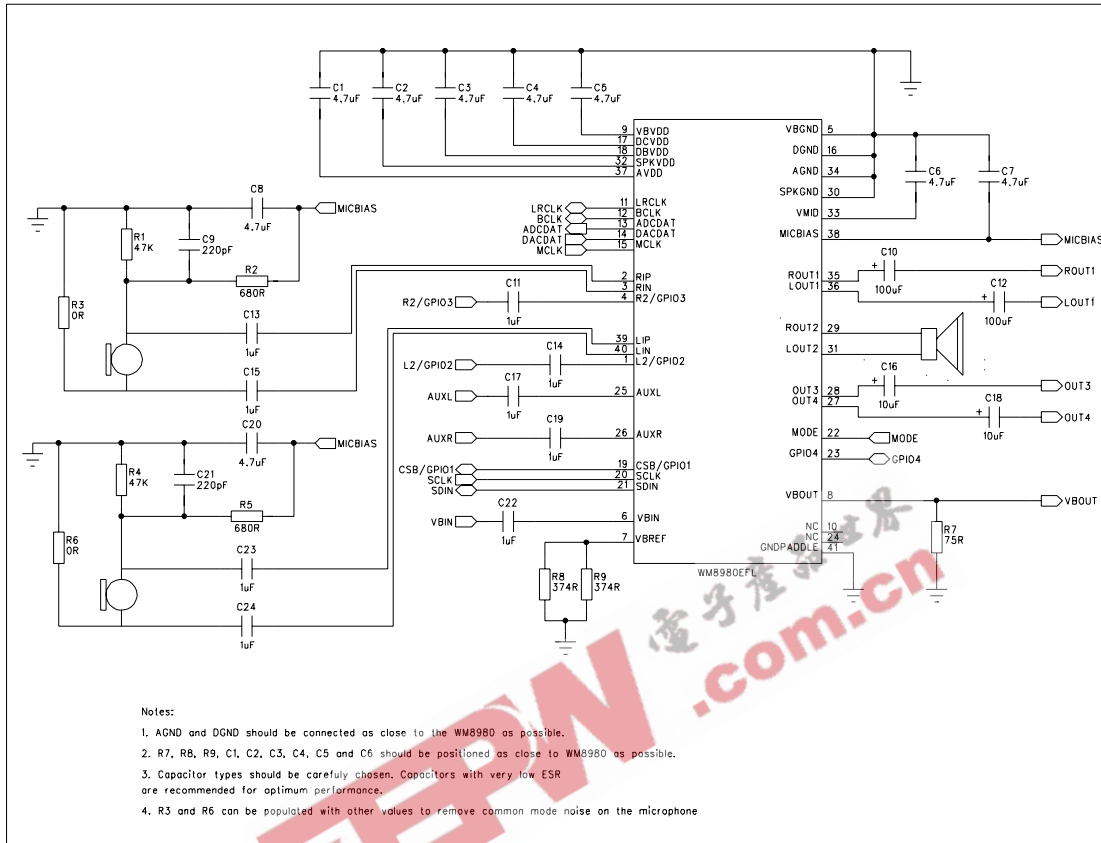 C1
4.7uF
C2
4.7uF
C3
4.7uF
C4
4.7uF
C5
4.7uF
9 VBVDD
17 DCVDD
18 DBVDD
32 SPKVDD
37 AVDD
VBGND 5
DGND 16
AGND 34
SPKGND 30
VMID 33
MICBIAS 38
C6
4.7uF
C7
4.7uF
MICBIAS
C8
4.7uF
MICBIAS
R1
47K
C9
220pF
R2
680R
R3
0R
C13
1uF
C15
1uF
LRCLK 11 LRCLK
BCLK 12 BCLK
ADCDAT 13 ADCDAT
DACDAT 14 DACDAT
MCLK 15 MCLK
2 RIP
3 RIN
4 R2/GPIO3
R2/GPIO3
C11
1uF
39 LIP
40 LIN
1 L2/GPIO2
L2/GPIO2
C14
1uF
AUXL
C17
1uF
25 AUXL
AUXR
C19
1uF
26 AUXR
CSB/GPIO1 19 CSB/GPIO1
SCLK 20 SCLK
SDIN 21 SDIN
VBIN
C22
1uF
6 VBIN
7 VBREF
R8
374R
R9
374R
ROUT1 35
LOUT1 36
+ C10
100uF
ROUT1
+ C12
100uF
LOUT1
ROUT2 29
LOUT2 31
OUT3 28
OUT4 27
+ C16
10uF
OUT3
+ C18
10uF
OUT4
MODE 22 MODE
GPIO4 23 GPIO4
VBOUT 8
VBOUT
R7
75R
NC 10
NC 24
GNDPADDLE 41
WM8980EFL
C20
4.7uF
MICBIAS
R4
47K
C21
220pF
R5
680R
R6
0R
C23
1uF
C24
1uF
電子產品世界
.com.cn
Notes:
1. AGND and DGND should be connected as close to the WM8980 as possible.
2. R7, R8, R9, C1, C2, C3, C4, C5 and C6 should be positioned as close to WM8980 as possible.
3. Capacitor types should be carefuly chosen. Capacitors with very low ESR
are recommended for optimum performance.
4. R3 and R6 can be populated with other values to remove common mode noise on the microphone